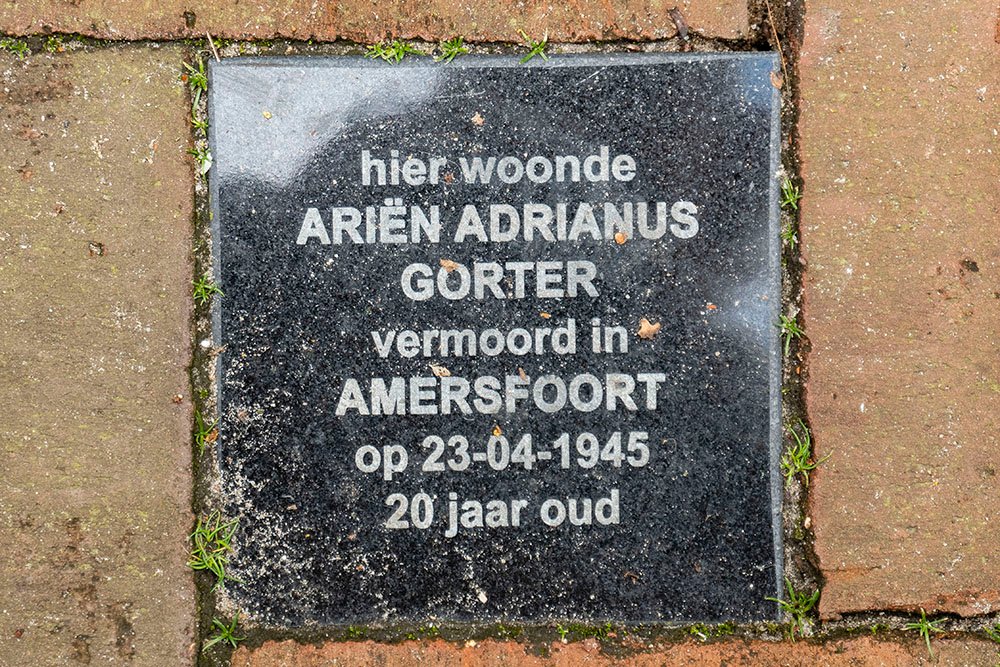 hier woonde
ARIËN ADRIANUS
GORTER
vermoord in
AMERSFOORT
op 23-04-1945
20 jaar oud